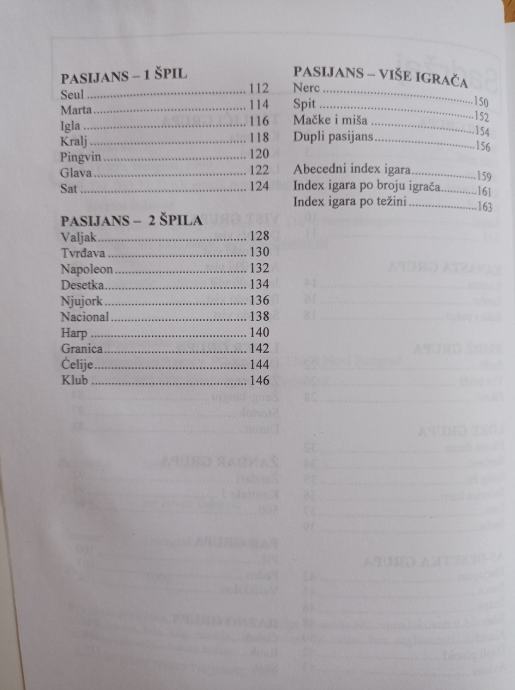 PASIJANS – 1 ŠPIL
Seul ........ 112
Marta ........ 114
Igla ........ 116
Kralj ........ 118
Pingvin ........ 120
Glava ........ 122
Sat ........ 124
PASIJANS – 2 ŠPILA
Valjak ........ 128
Tvrđava ........ 130
Napoleon ........ 132
Desetka ........ 134
Njujork ........ 136
Nacional ........ 138
Harp ........ 140
Granica ........ 142
Ćelije ........ 144
Klub ........ 146
PASIJANS – VIŠE IGRAČA
Nerc ........ 150
Spit ........ 152
Mačke i miša ........ 154
Dupli pasijans ........ 156
Abecedni index igara ........ 159
Index igara po broju igrača ........ 161
Index igara po težini ........ 163